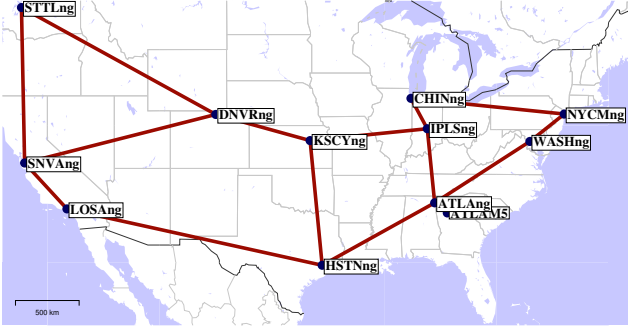 STTLng
CHINng
DNVRng
NYCMng
IPLSng
KSCYng
WASHng
SNVAng
ATLAng
LOSAng
ATLAM5
HSTNng
500 km